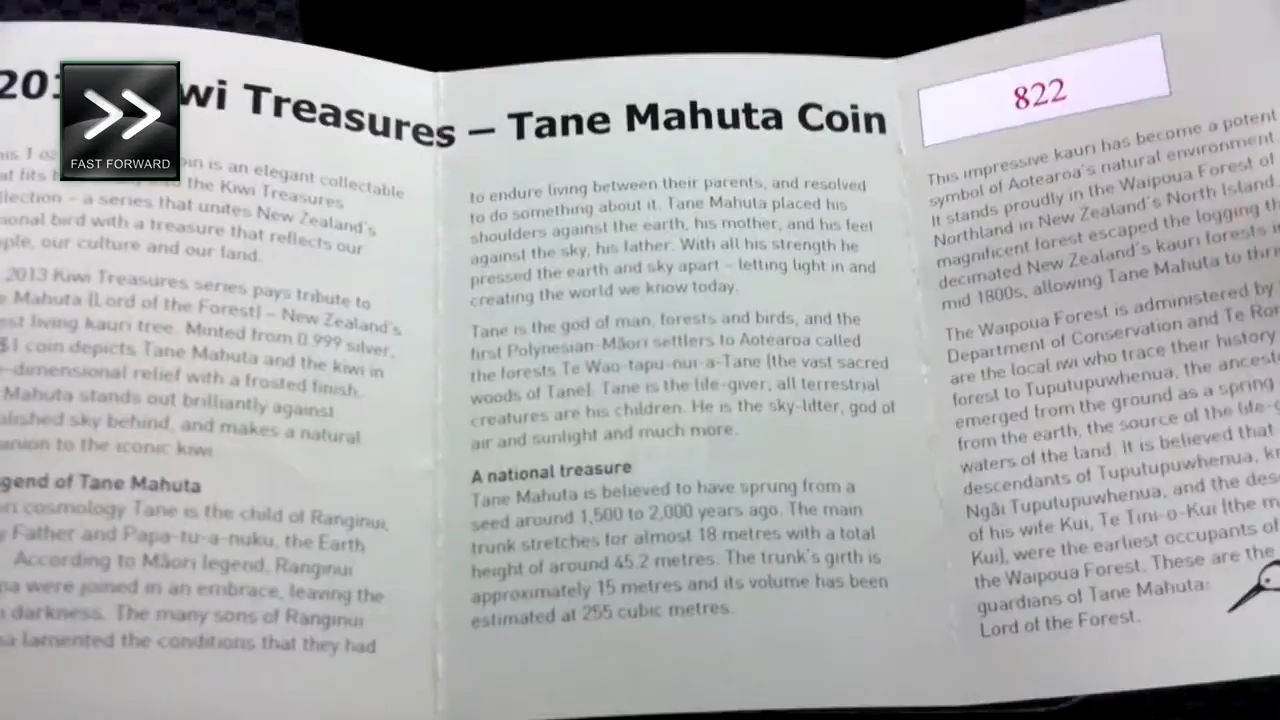 wi Treasures – Tane Mahuta Coin
FAST FORWARD
822
is an elegant collectable
the Kiwi Treasures
– a series that unites New Zealand's
bird with a treasure that reflects our
our culture and our land.
2013 Kiwi Treasures series pays tribute to
Mahuta (Lord of the Forest) – New Zealand's
living kauri tree. Minted from 0.999 silver,
$1 coin depicts Tane Mahuta and the kiwi in
-dimensional relief with a frosted finish.
Mahuta stands out brilliantly against
sky behind, and makes a natural
to the iconic kiwi.
of Tane Mahuta
cosmology Tane is the child of Ranginui,
Father and Papa-tu-a-nuku, the Earth
According to Māori legend, Ranginui
were joined in an embrace, leaving the
darkness. The many sons of Ranginui
lamented the conditions that they had
to endure living between their parents, and resolved
to do something about it. Tane Mahuta placed his
shoulders against the earth, his mother, and his feet
against the sky, his father. With all his strength he
pressed the earth and sky apart – letting light in and
creating the world we know today.
Tane is the god of man, forests and birds, and the
first Polynesian-Māori settlers to Aotearoa called
the forests Te Wao-tapu-nui-a-Tane (the vast sacred
woods of Tane). Tane is the life-giver, all terrestrial
creatures are his children. He is the sky-lifter, god of
air and sunlight and much more.
A national treasure
Tane Mahuta is believed to have sprung from a
seed around 1,500 to 2,000 years ago. The main
trunk stretches for almost 18 metres with a total
height of around 45.2 metres. The trunk's girth is
approximately 15 metres and its volume has been
estimated at 255 cubic metres.
This impressive kauri has become a potent
symbol of Aotearoa's natural environment
It stands proudly in the Waipoua Forest of
Northland in New Zealand's North Island.
magnificent forest escaped the logging
decimated New Zealand's kauri forests
mid 1800s, allowing Tane Mahuta to
The Waipoua Forest is administered by
Department of Conservation and Te
are the local iwi who trace their history
forest to Tuputupuwhenua, the
emerged from the ground as a spring
from the earth, the source of the
waters of the land. It is believed that
descendants of Tuputupuwhenua,
Ngāi Tuputupuwhenua, and the
of his wife Kui, Te Tini-o-Kui (the
Kui), were the earliest occupants of
the Waipoua Forest. These are the
guardians of Tane Mahuta:
Lord of the Forest.